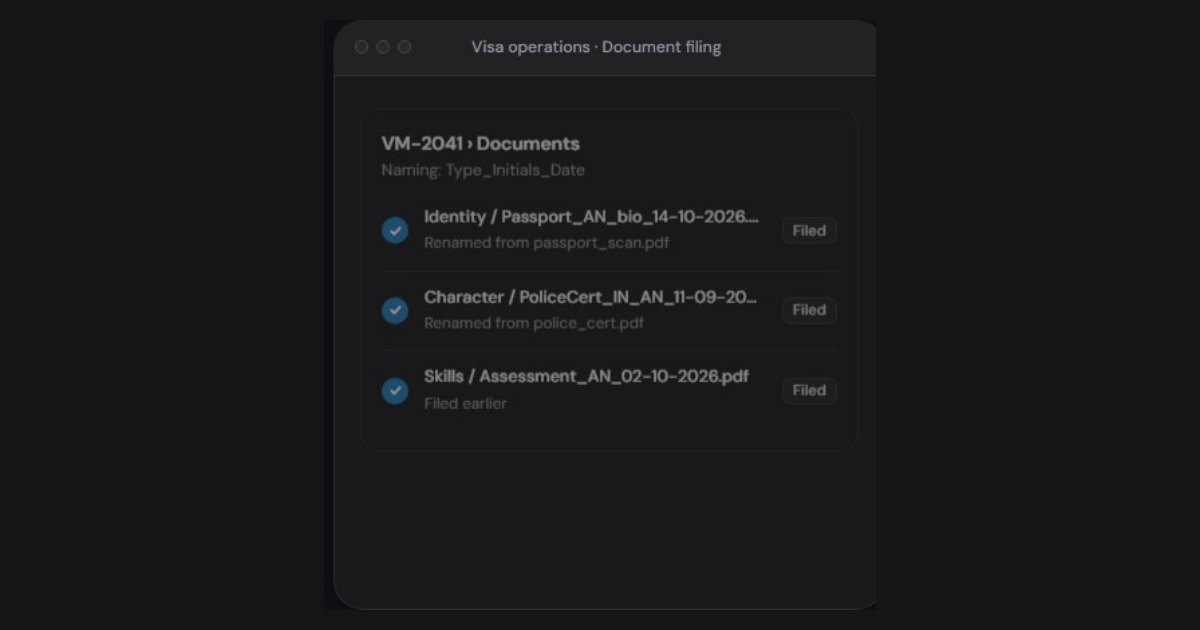 Visa operations · Document filing
VM-2041 › Documents
Naming: Type_Initials_Date
Identity / Passport_AN_bio_14-10-2026....
Filed
Renamed from passport_scan.pdf
Character / PoliceCert_IN_AN_11-09-20...
Filed
Renamed from police_cert.pdf
Skills / Assessment_AN_02-10-2026.pdf
Filed
Filed earlier